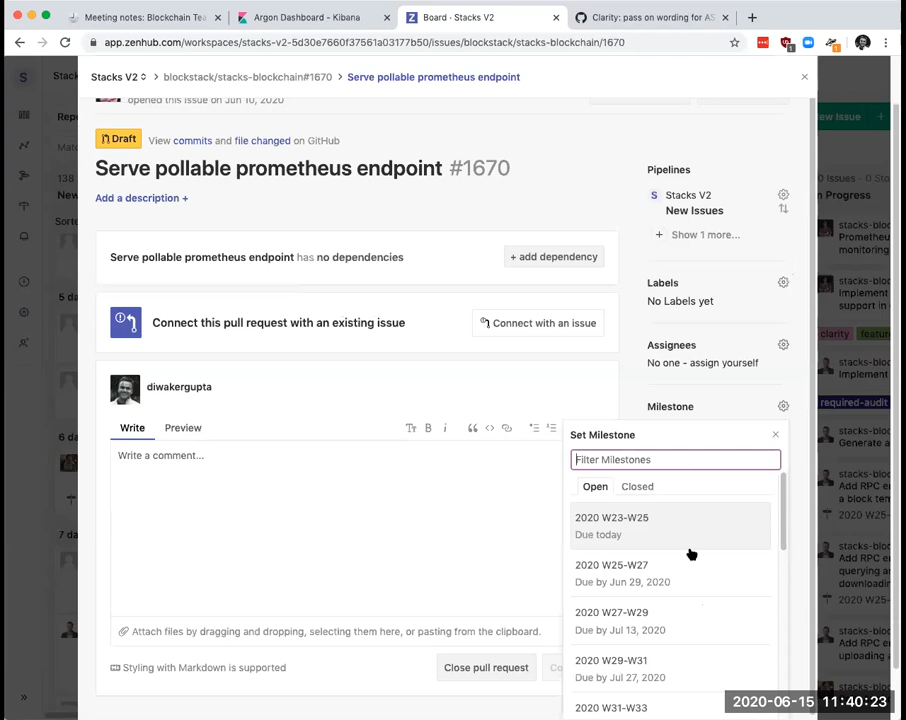 Meeting notes: Blockchain Tea
Argon Dashboard - Kibana
Board · Stacks V2
Clarity: pass on wording for AS
app.zenhub.com/workspaces/stacks-v2-5d30e7660f37561a03177b50/issues/blockstack/stacks-blockchain/1670
S
Stacks V2
blockstack/stacks-blockchain#1670
Serve pollable prometheus endpoint
opened this issue on Jun 10, 2020
Draft
View commits and file changed on GitHub
Serve pollable prometheus endpoint #1670
Add a description +
Serve pollable prometheus endpoint has no dependencies
+ add dependency
Connect this pull request with an existing issue
Connect with an issue
diwakergupta
Write
Preview
Write a comment...
Attach files by dragging and dropping, selecting them here, or pasting from the clipboard.
Styling with Markdown is supported
Close pull request
Pipelines
S Stacks V2
New Issues
+ Show 1 more...
Labels
No Labels yet
Assignees
No one - assign yourself
Milestone
Set Milestone
Filter Milestones
Open
Closed
2020 W23-W25
Due today
2020 W25-W27
Due by Jun 29, 2020
2020 W27-W29
Due by Jul 13, 2020
2020 W29-W31
Due by Jul 27, 2020
2020 W31-W33
2020-06-15 11:40:23